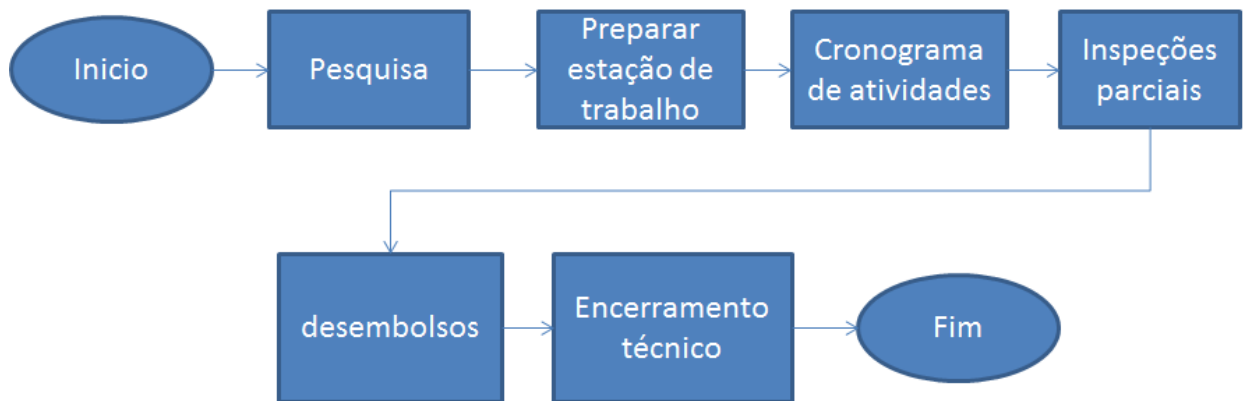 Inicio
Pesquisa
Preparar
estação de
trabalho
Cronograma
de atividades
Inspeções
parciais
desembolsos
Encerramento
técnico
Fim